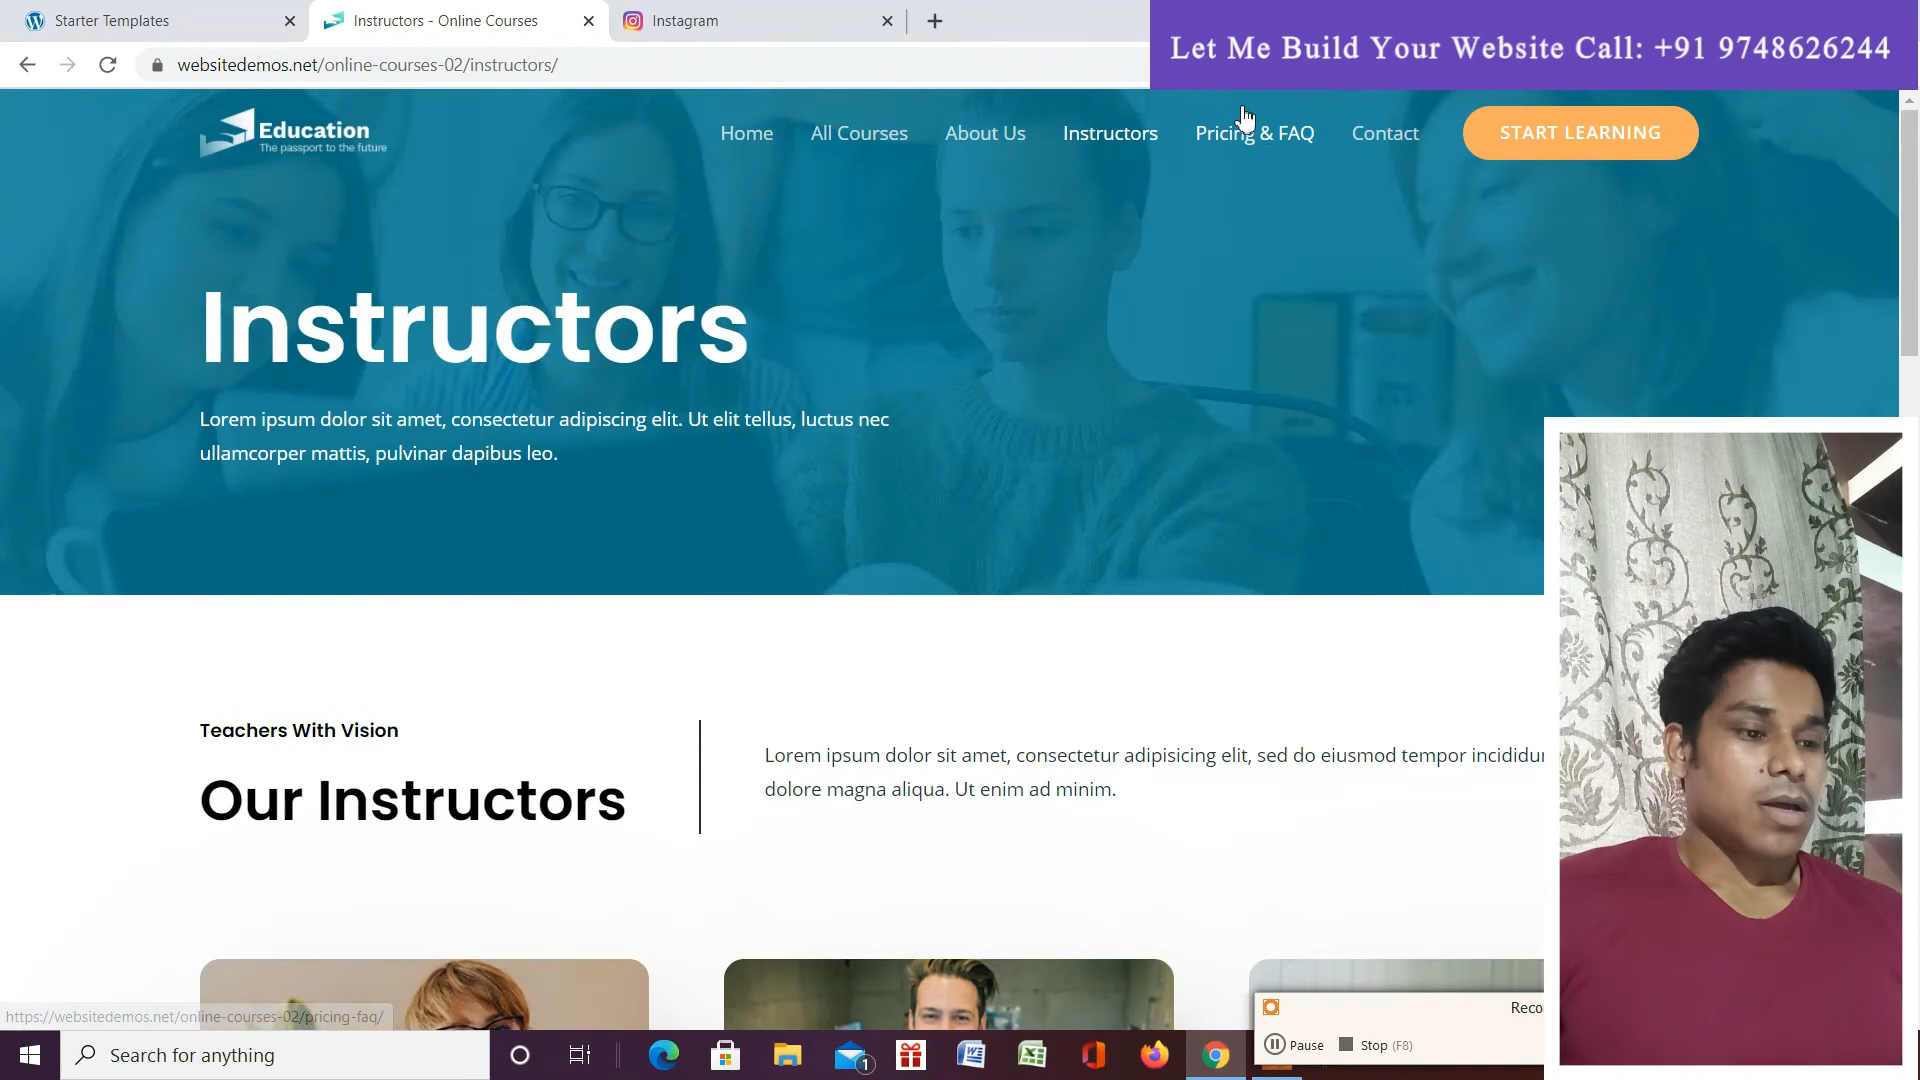 Starter Templates
Instructors - Online Courses
Instagram
Let Me Build Your Website Call: +91 9748626244
websitedemos.net/online-courses-02/instructors/
Education
The passport to the future
Home
All Courses
About Us
Instructors
Pricing & FAQ
Contact
START LEARNING
Instructors
Lorem ipsum dolor sit amet, consectetur adipiscing elit. Ut elit tellus, luctus nec
ullamcorper mattis, pulvinar dapibus leo.
Teachers With Vision
Our Instructors
Lorem ipsum dolor sit amet, consectetur adipisicing elit, sed do eiusmod tempor
dolore magna aliqua. Ut enim ad minim.
https://websitedemos.net/online-courses-02/pricing-faq/
Pause
Stop (F8)
Search for anything
1